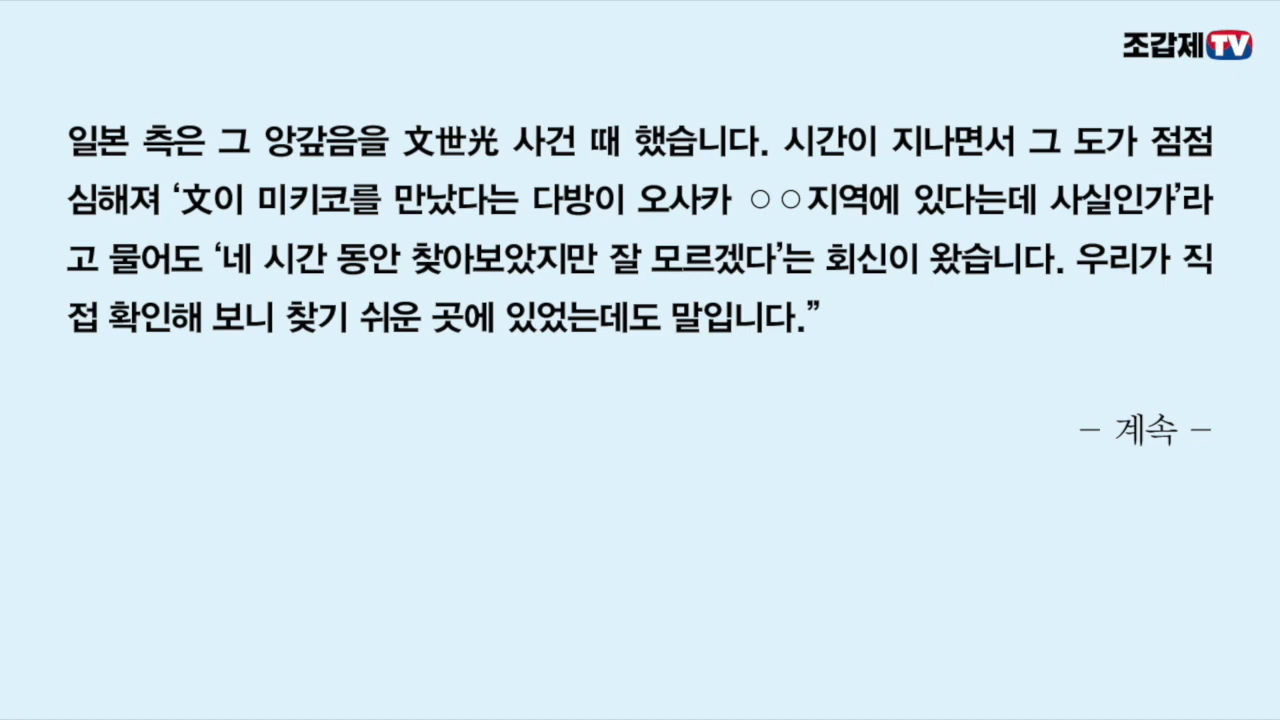 조갑제TV
일본 측은 그 앙갚음을 文世光 사건 때 했습니다. 시간이 지나면서 그 도가 점점
심해져 ‘文이 미키코를 만났다는 다방이 오사카 ○○지역에 있다는데 사실인가’라
고 물어도 ‘네 시간 동안 찾아보았지만 잘 모르겠다’는 회신이 왔습니다. 우리가 직
접 확인해 보니 찾기 쉬운 곳에 있었는데도 말입니다.”
– 계속 –